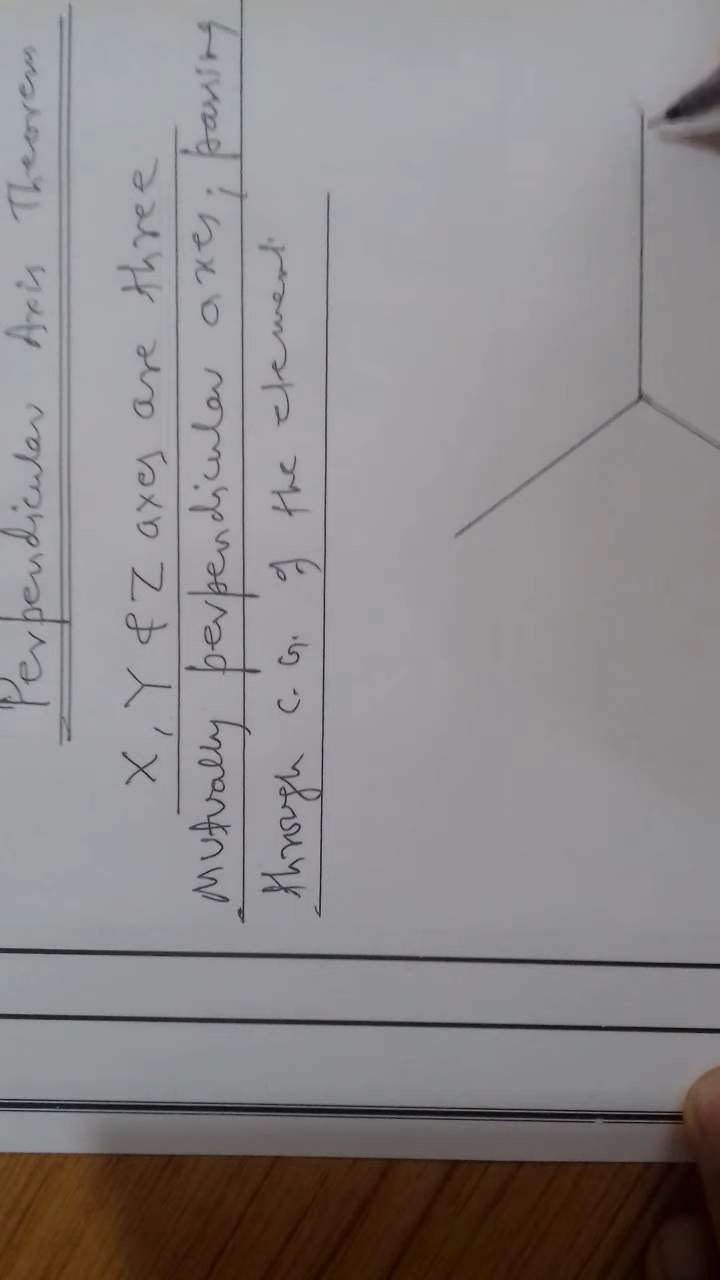 Perpendicular Axis Theorem
X, Y & Z axes are three
Mutually perpendicular axes; passing
through C.G. of the element.